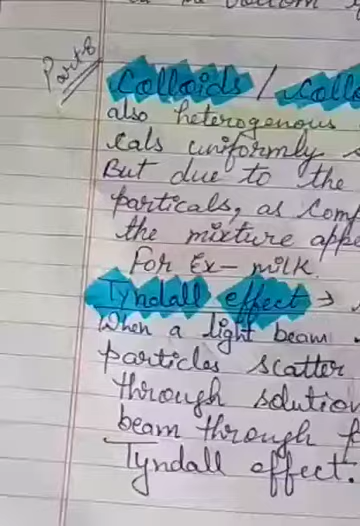 Part 8
Colloids / Collo
also heterogenous
cals uniformly s
But due to the
particals, as comp
the mixture appe
For Ex- milk.
Tyndall effect →
When a light beam
particles scatter
through solution
beam through f
Tyndall effect.